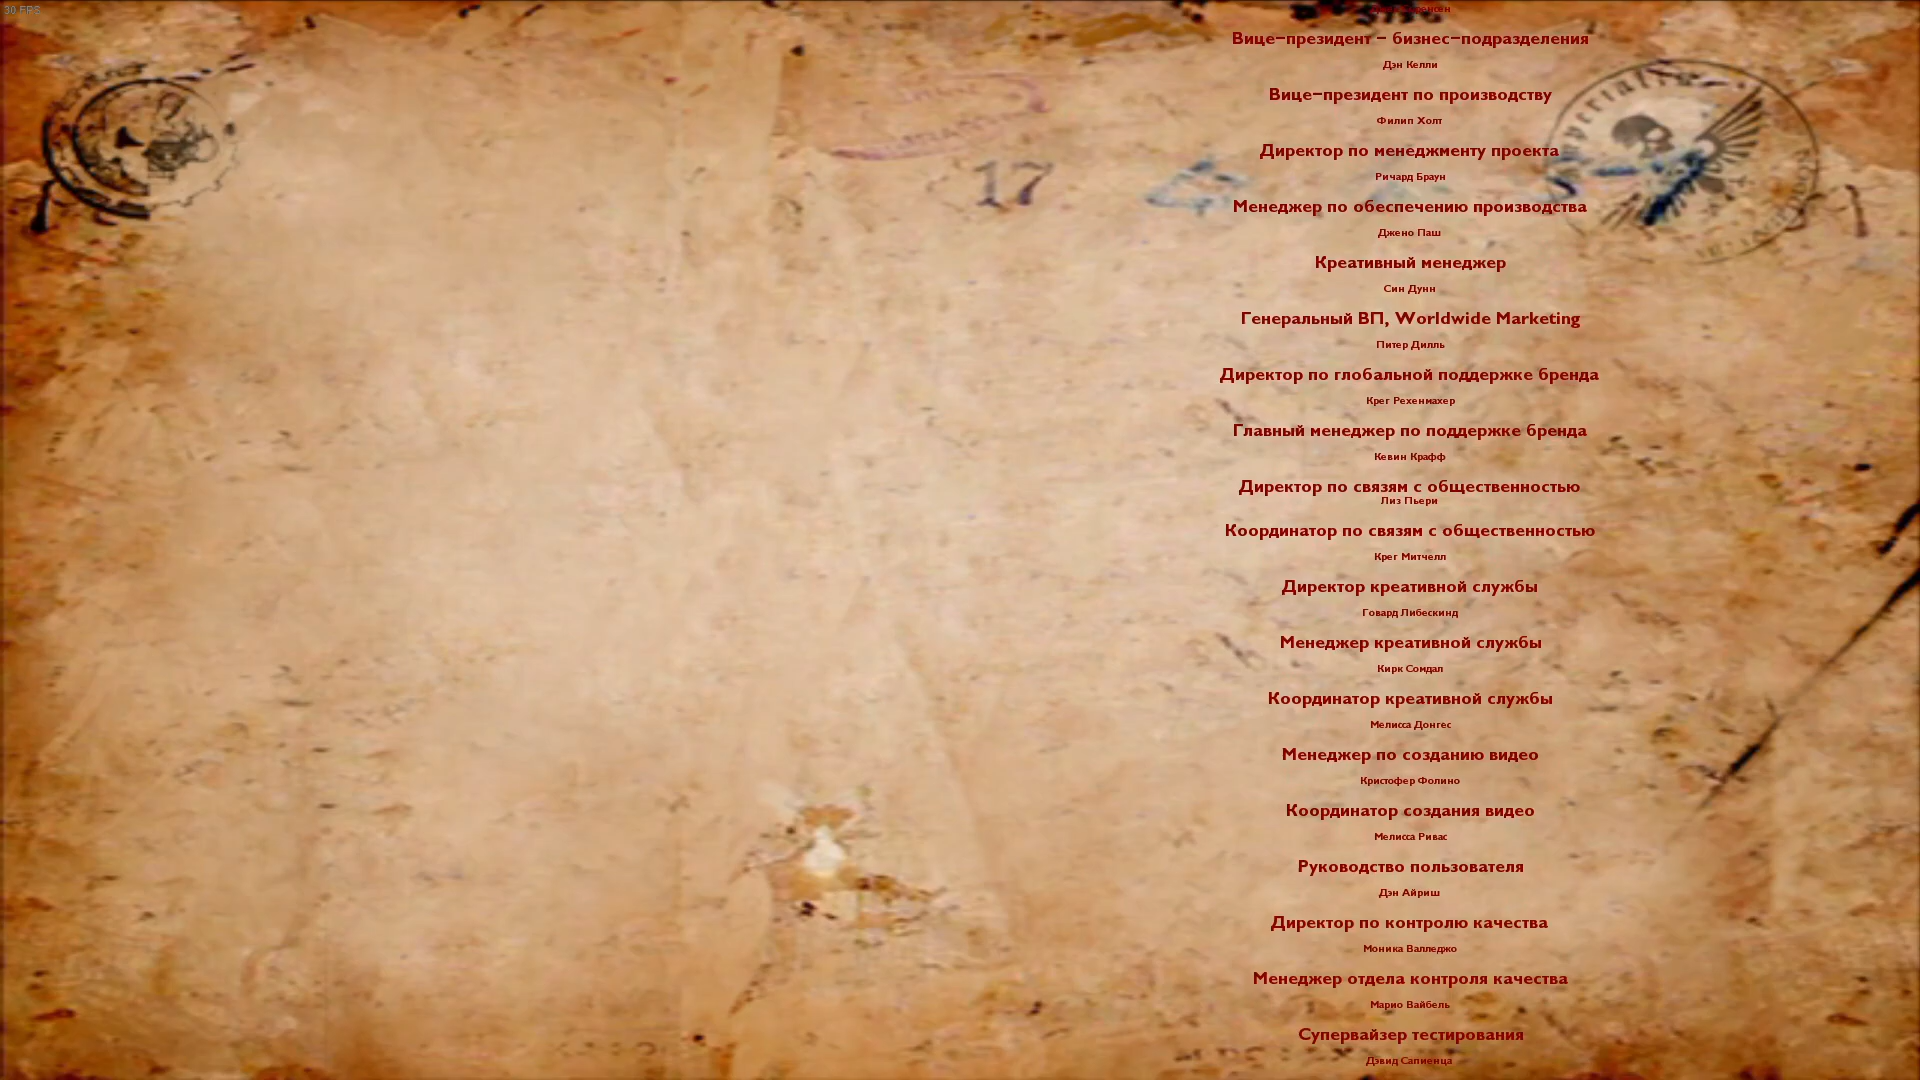 30 FPS
Вице-президент - бизнес-подразделения
Дэн Келли
Вице-президент по производству
Филип Холт
Директор по менеджменту проекта
Ричард Браун
Менеджер по обеспечению производства
Джено Паш
Креативный менеджер
Син Дунн
Генеральный ВП, Worldwide Marketing
Питер Дилль
Директор по глобальной поддержке бренда
Крег Рехенмахер
Главный менеджер по поддержке бренда
Кевин Крафф
Директор по связям с общественностью
Лиз Пьери
Координатор по связям с общественностью
Крег Митчелл
Директор креативной службы
Говард Либескинд
Менеджер креативной службы
Кирк Сомдал
Координатор креативной службы
Мелисса Донгес
Менеджер по созданию видео
Кристофер Фолино
Координатор создания видео
Мелисса Ривас
Руководство пользователя
Дэн Айриш
Директор по контролю качества
Моника Валледжо
Менеджер отдела контроля качества
Марио Вайбель
Супервайзер тестирования
Дэвид Сапиенца
17